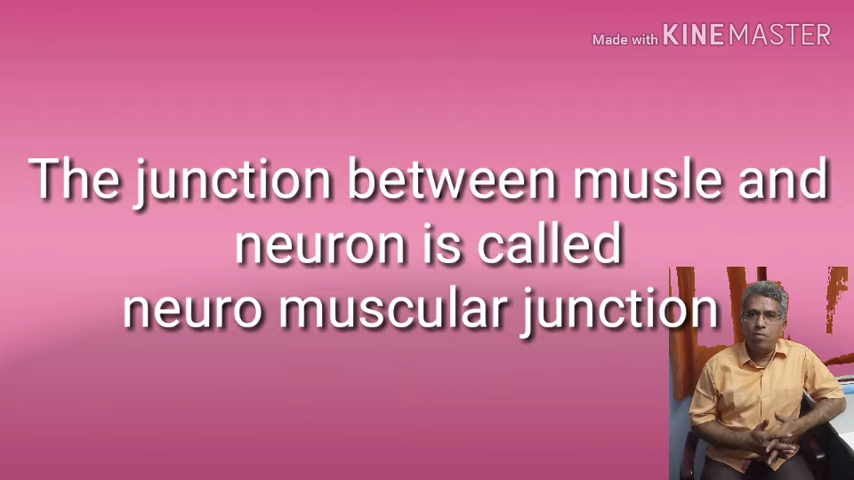 Made with KINEMASTER
The junction between musle and
neuron is called
neuro muscular junction